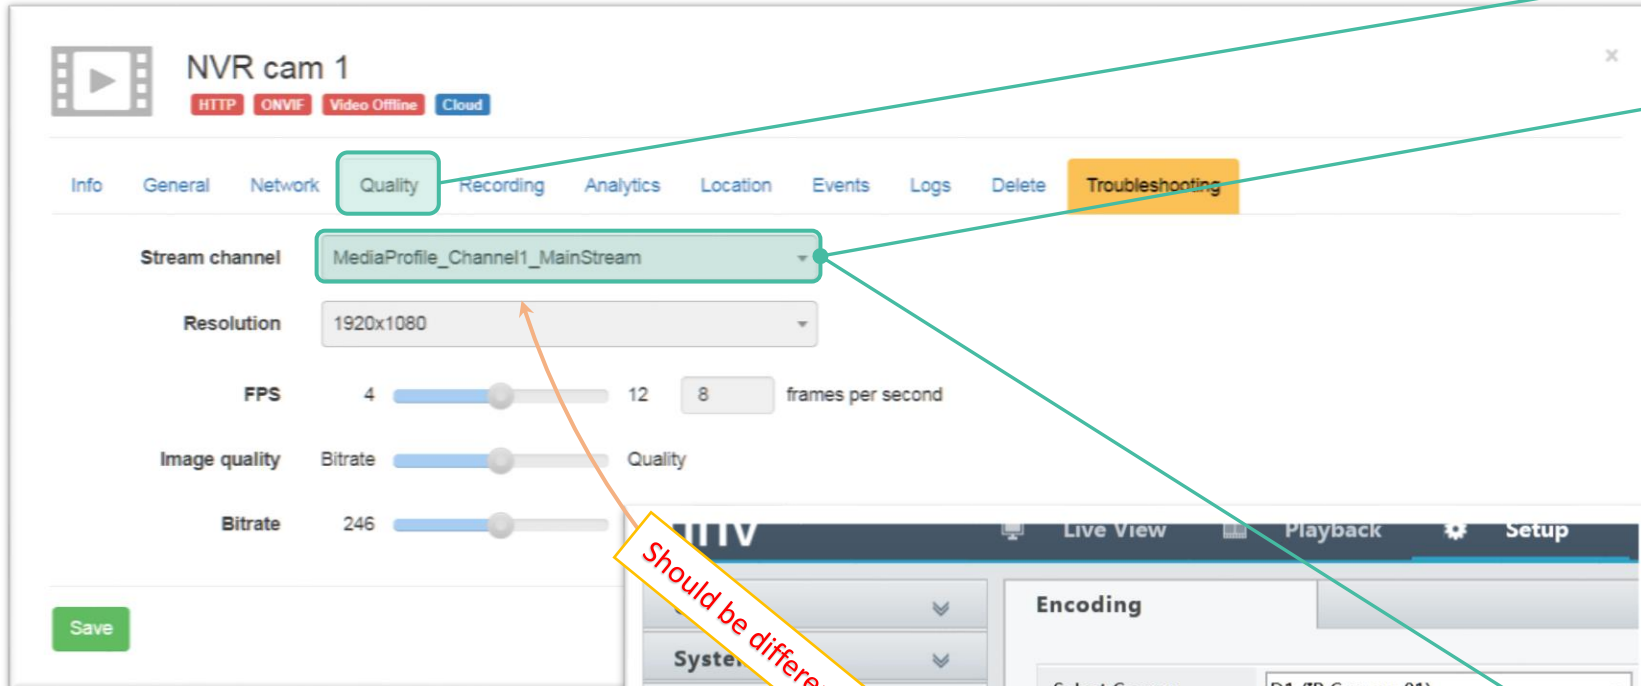 NVR cam 1
×
HTTP ONVIF Video Offline Cloud
Info General Network Quality Recording Analytics Location Events Logs Delete Troubleshooting
Stream channel MediaProfile_Channel1_MainStream
Resolution 1920x1080
FPS 4 12 8 frames per second
Image quality Bitrate Quality
Bitrate 246
Save
Should be
Live View Playback Setup
Encoding